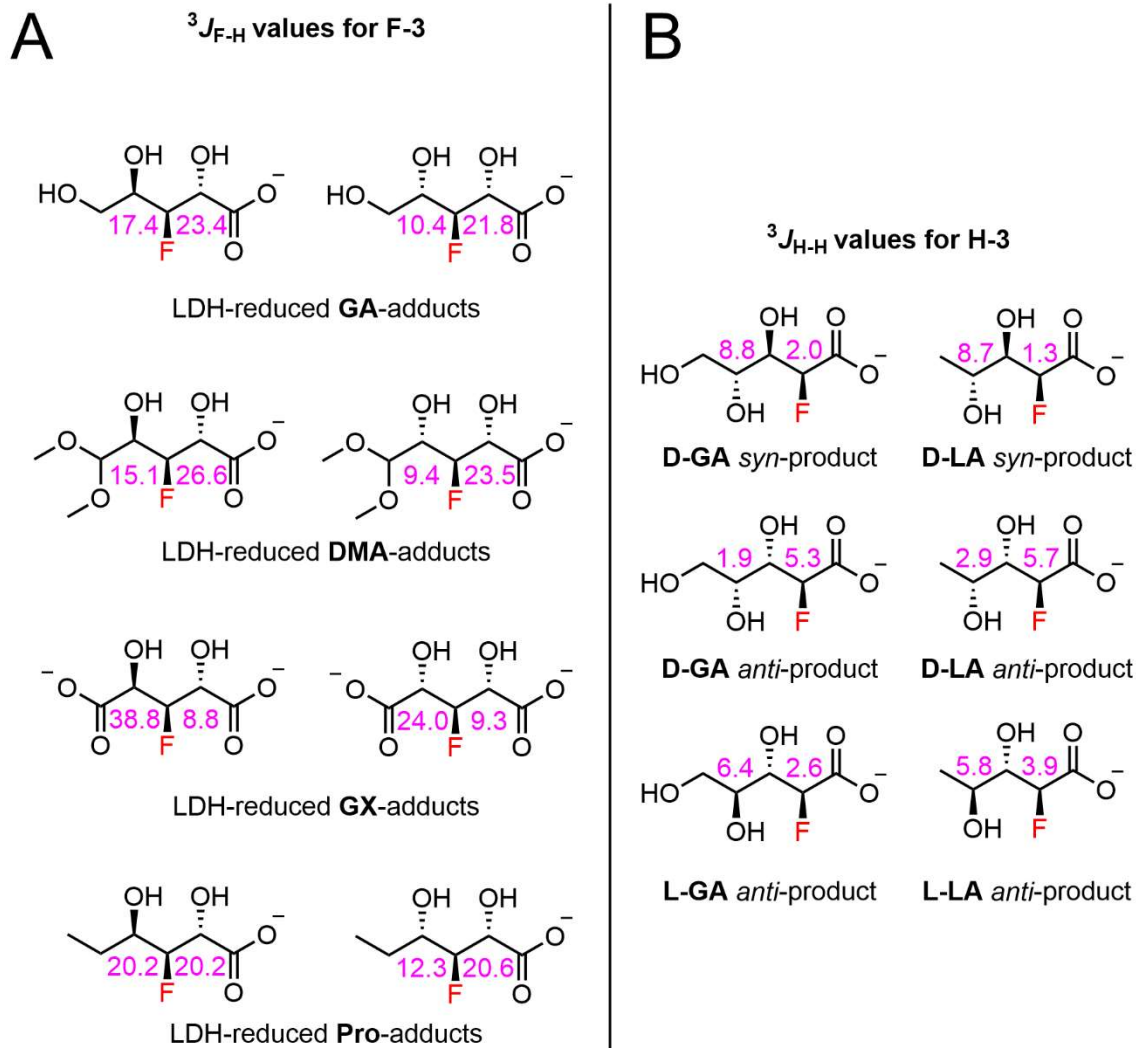 A
³J_F-H values for F-3
OH OH
HO O⁻
17.4 23.4
F O
OH OH
HO O⁻
10.4 21.8
F O
LDH-reduced GA-adducts
OH OH
O O⁻
15.1 26.6
O F O
OH OH
O O⁻
9.4 23.5
O F O
LDH-reduced DMA-adducts
OH OH
⁻O O⁻
38.8 8.8
O F O
OH OH
⁻O O⁻
24.0 9.3
O F O
LDH-reduced GX-adducts
OH OH
O⁻
20.2 20.2
F O
OH OH
O⁻
12.3 20.6
F O
LDH-reduced Pro-adducts
B
³J_H-H values for H-3
OH O
8.8 2.0
HO O⁻
OH F
D-GA syn-product
OH O
8.7 1.3
O⁻
OH F
D-LA syn-product
OH O
1.9 5.3
HO O⁻
OH F
D-GA anti-product
OH O
2.9 5.7
O⁻
OH F
D-LA anti-product
OH O
6.4 2.6
HO O⁻
OH F
L-GA anti-product
OH O
5.8 3.9
O⁻
OH F
L-LA anti-product